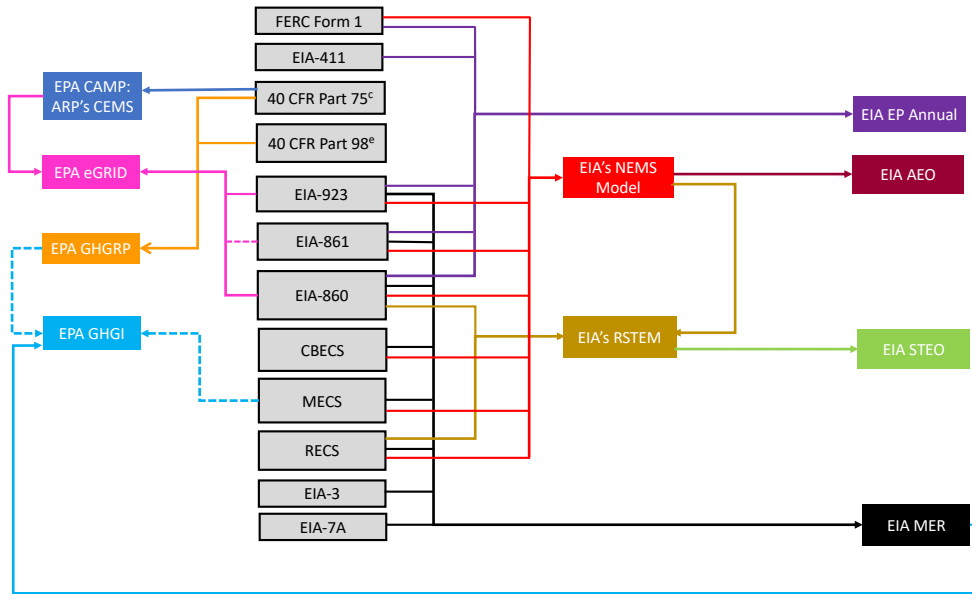 FERC Form 1
EIA-411
EPA CAMP:
ARP's CEMS
40 CFR Part 75ᶜ
EIA EP Annual
40 CFR Part 98ᵉ
EPA eGRID
EIA's NEMS
Model
EIA AEO
EIA-923
EIA-861
EPA GHGRP
EIA-860
EPA GHGI
EIA's RSTEM
EIA STEO
CBECS
MECS
RECS
EIA-3
EIA-7A
EIA MER